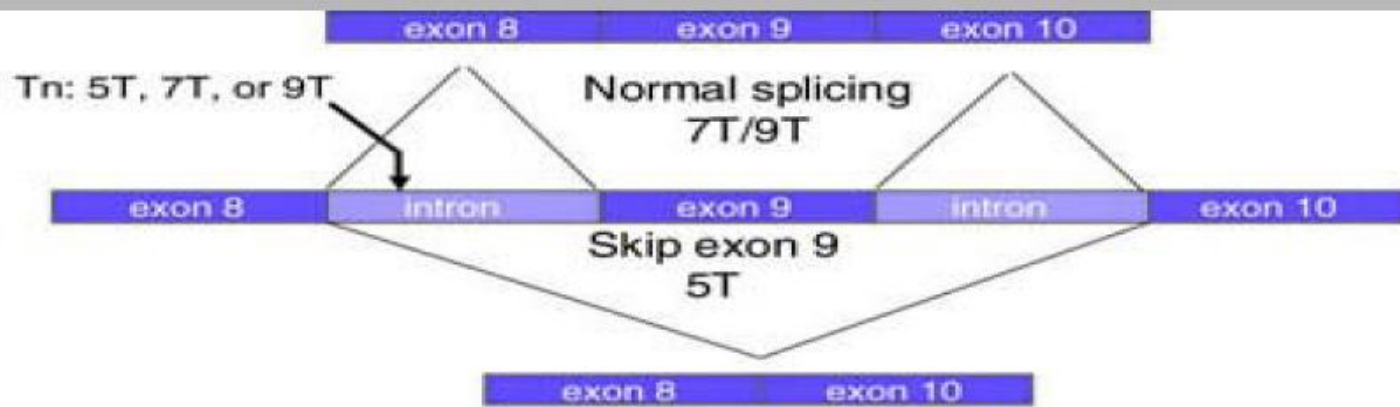 exon 8 exon 9 exon 10
Tn: 5T, 7T, or 9T
Normal splicing
7T/9T
exon 8 intron exon 9 intron exon 10
Skip exon 9
5T
exon 8 exon 10